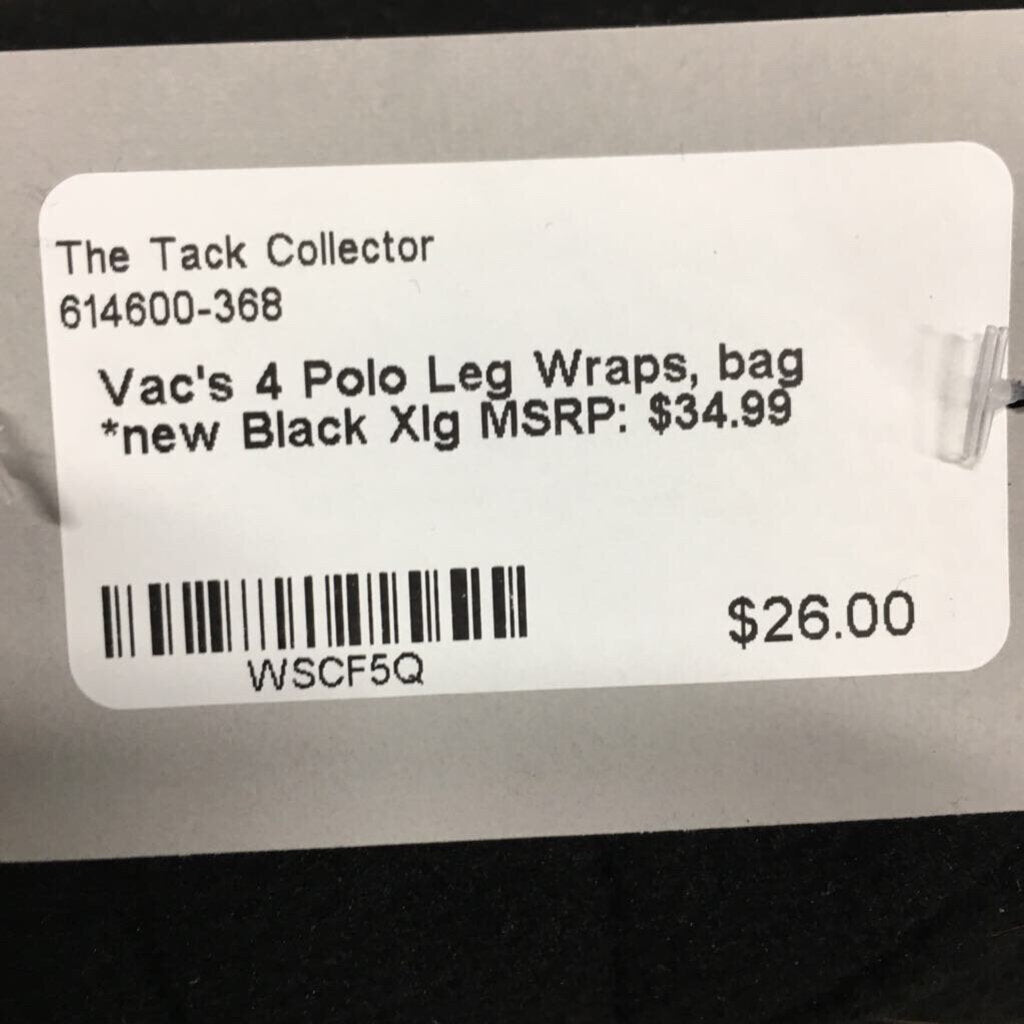 The Tack Collector
614600-368
Vac's 4 Polo Leg Wraps, bag
*new Black Xlg MSRP: $34.99
WSCF5Q
$26.00